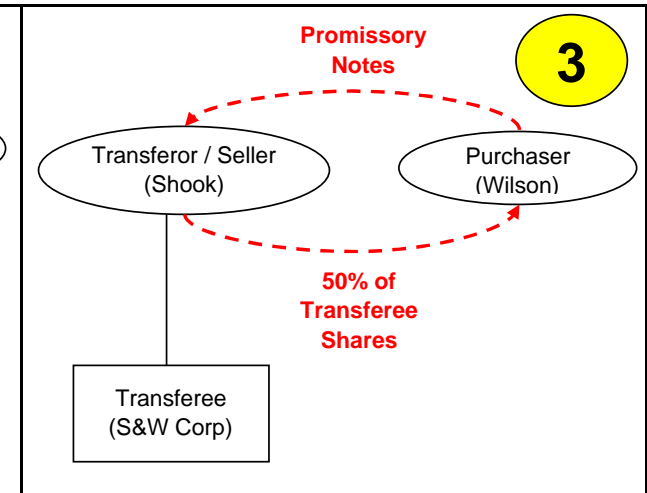 Promissory
Notes
3
Transferor / Seller
(Shook)
Purchaser
(Wilson)
50% of
Transferee
Shares
Transferee
(S&W Corp)